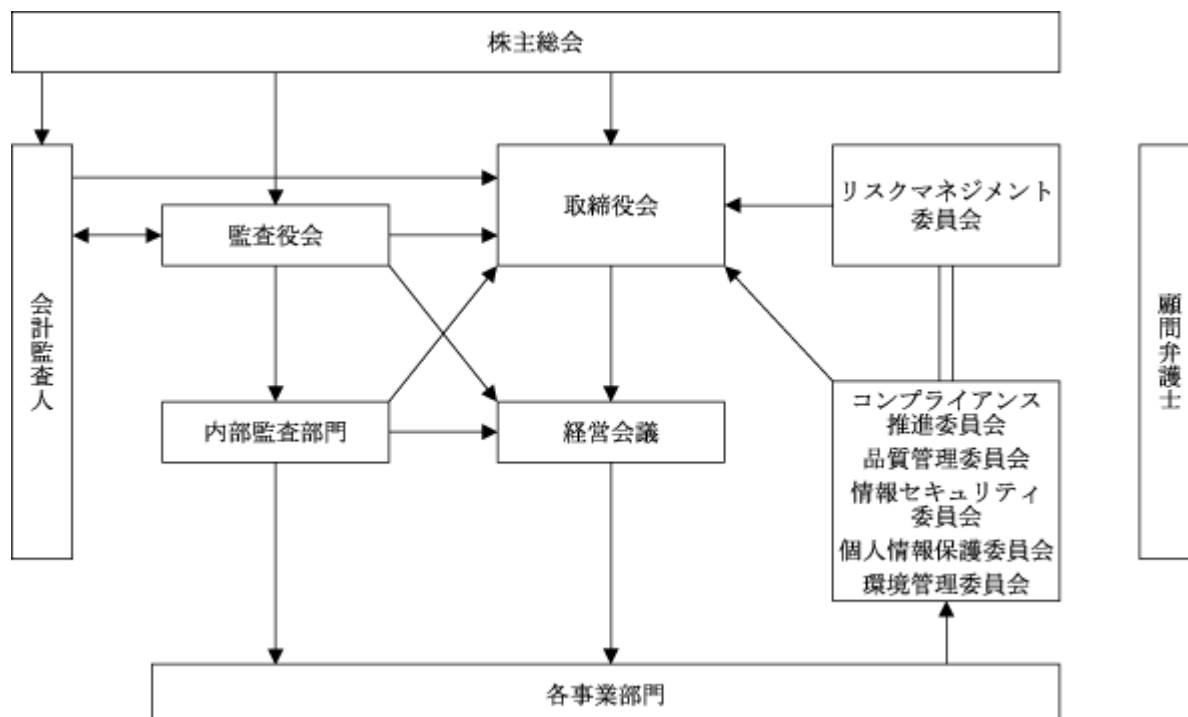 株主総会
取締役会
リスクマネジメント
委員会
監査役会
会計監査人
顧問弁護士
内部監査部門
経営会議
コンプライアンス
推進委員会
品質管理委員会
情報セキュリティ
委員会
個人情報保護委員会
環境管理委員会
各事業部門